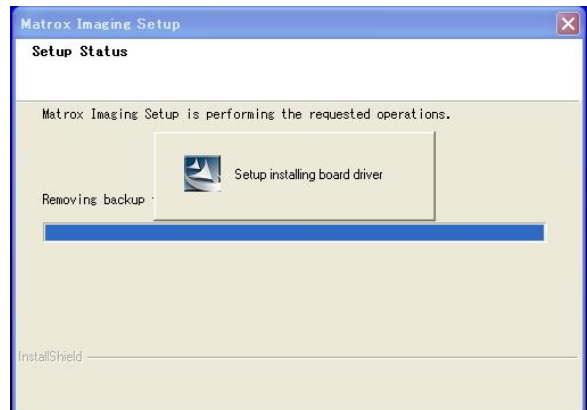 Matrox Imaging Setup
Setup Status
Matrox Imaging Setup is performing the requested operations.
Setup installing board driver
Removing backup
InstallShield